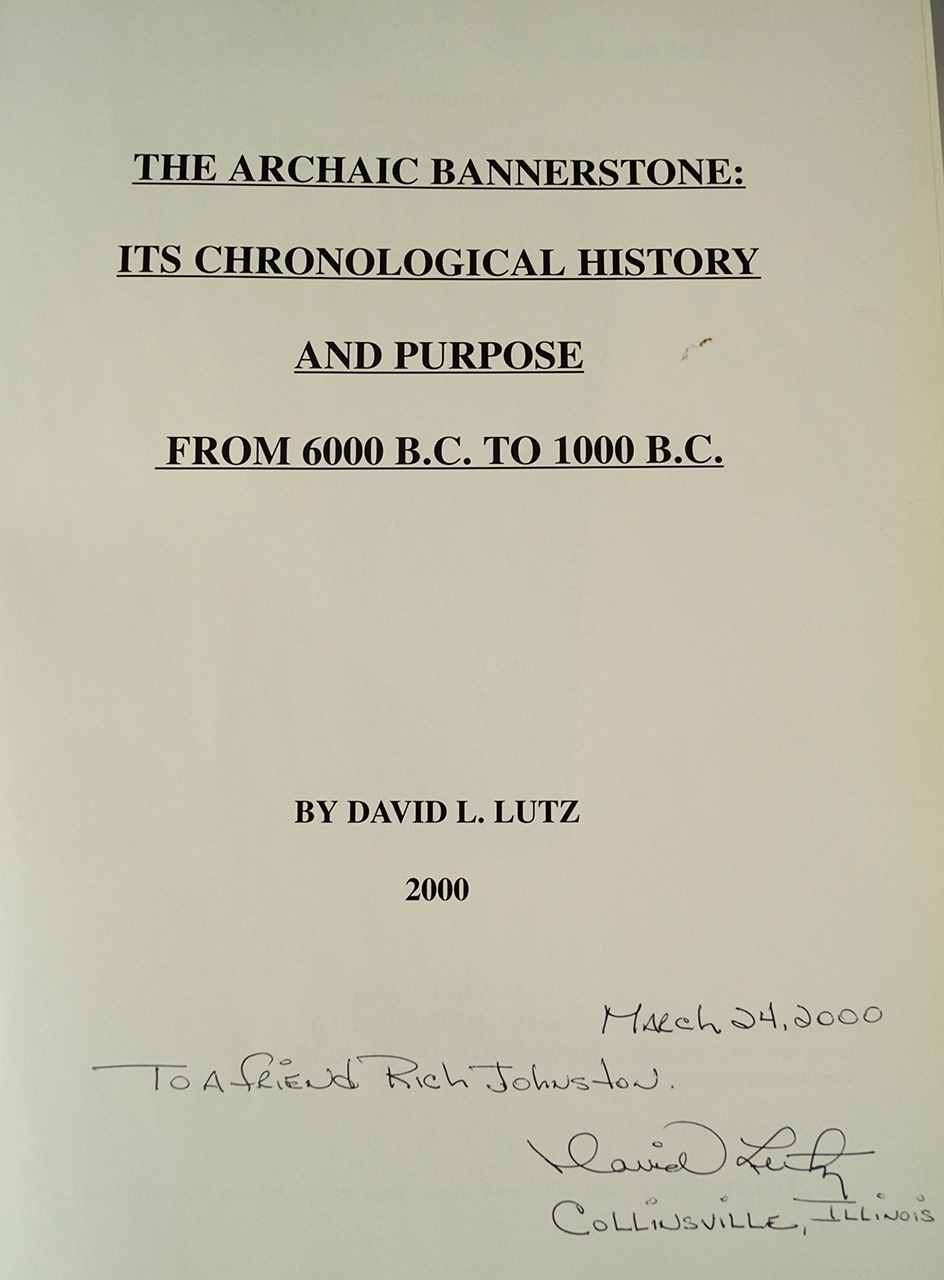 THE ARCHAIC BANNERSTONE:
ITS CHRONOLOGICAL HISTORY
AND PURPOSE
FROM 6000 B.C. TO 1000 B.C.
BY DAVID L. LUTZ
2000
March 24, 2000
To A friend Rich Johnston.
David Lutz
Collinsville, Illinois